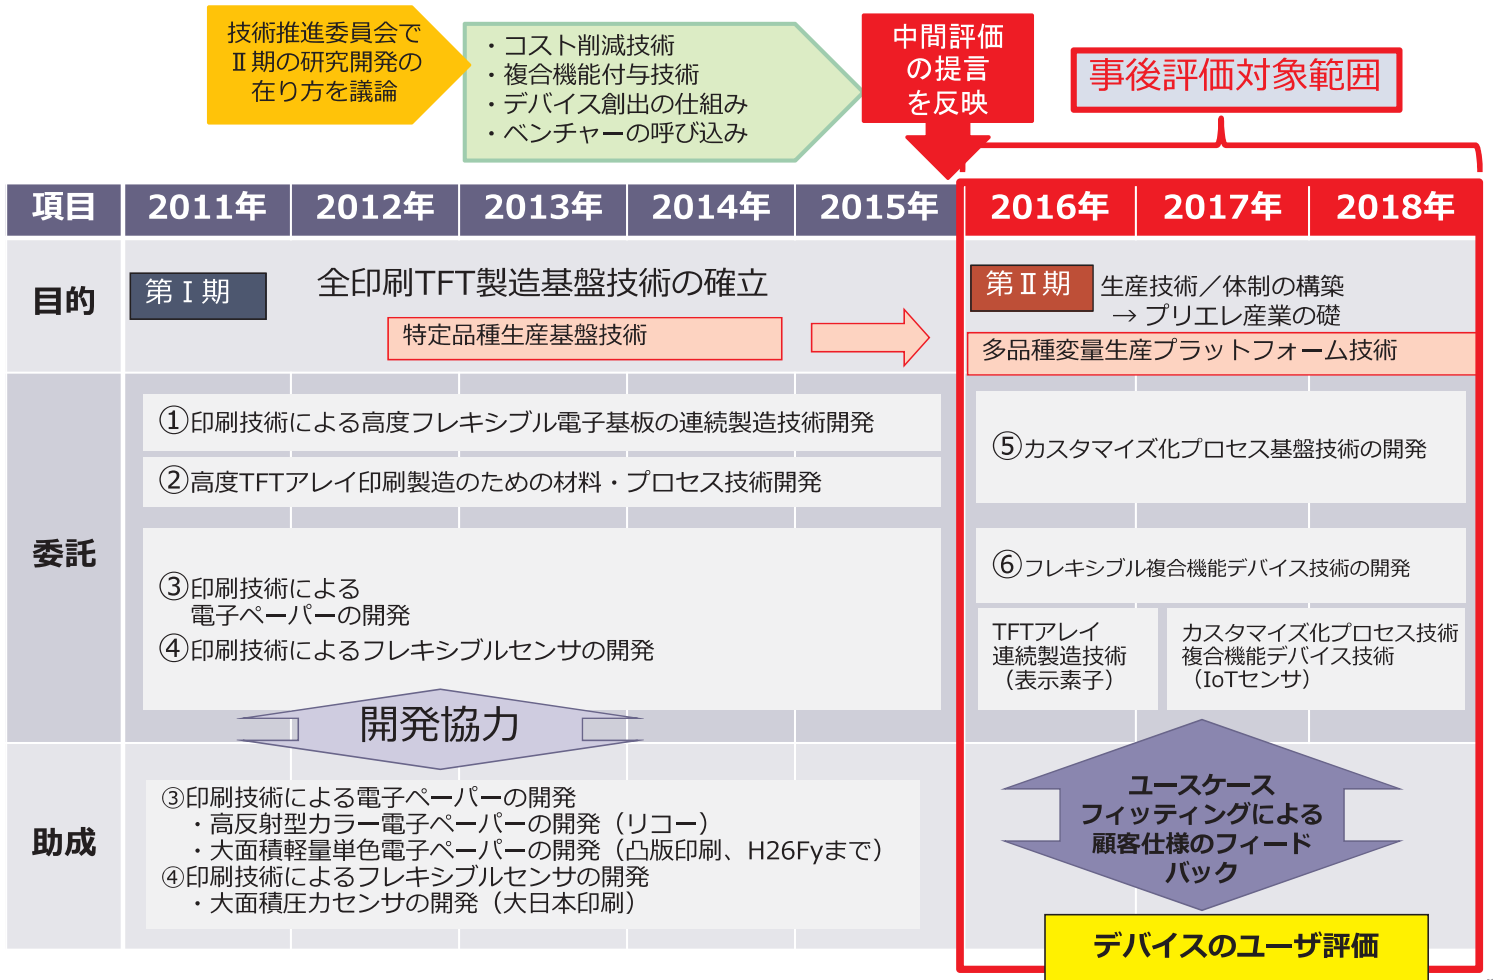 技術推進委員会で
Ⅱ期の研究開発の
在り方を議論
・コスト削減技術
・複合機能付与技術
・デバイス創出の仕組み
・ベンチャーの呼び込み
中間評価
の提言
を反映
事後評価対象範囲
項目 2011年 2012年 2013年 2014年 2015年 2016年 2017年 2018年
目的
第Ⅰ期
全印刷TFT製造基盤技術の確立
特定品種生産基盤技術
第Ⅱ期
生産技術／体制の構築
→ プリエレ産業の礎
多品種変量生産プラットフォーム技術
委託
①印刷技術による高度フレキシブル電子基板の連続製造技術開発
②高度TFTアレイ印刷製造のための材料・プロセス技術開発
③印刷技術による
電子ペーパーの開発
④印刷技術によるフレキシブルセンサの開発
⑤カスタマイズ化プロセス基盤技術の開発
⑥フレキシブル複合機能デバイス技術の開発
TFTアレイ
連続製造技術
（表示素子）
カスタマイズ化プロセス技術
複合機能デバイス技術
（IoTセンサ）
開発協力
助成
③印刷技術による電子ペーパーの開発
・高反射型カラー電子ペーパーの開発（リコー）
・大面積軽量単色電子ペーパーの開発（凸版印刷、H26Fyまで）
④印刷技術によるフレキシブルセンサの開発
・大面積圧力センサの開発（大日本印刷）
ユースケース
フィッティングによる
顧客仕様のフィード
バック
デバイスのユーザ評価